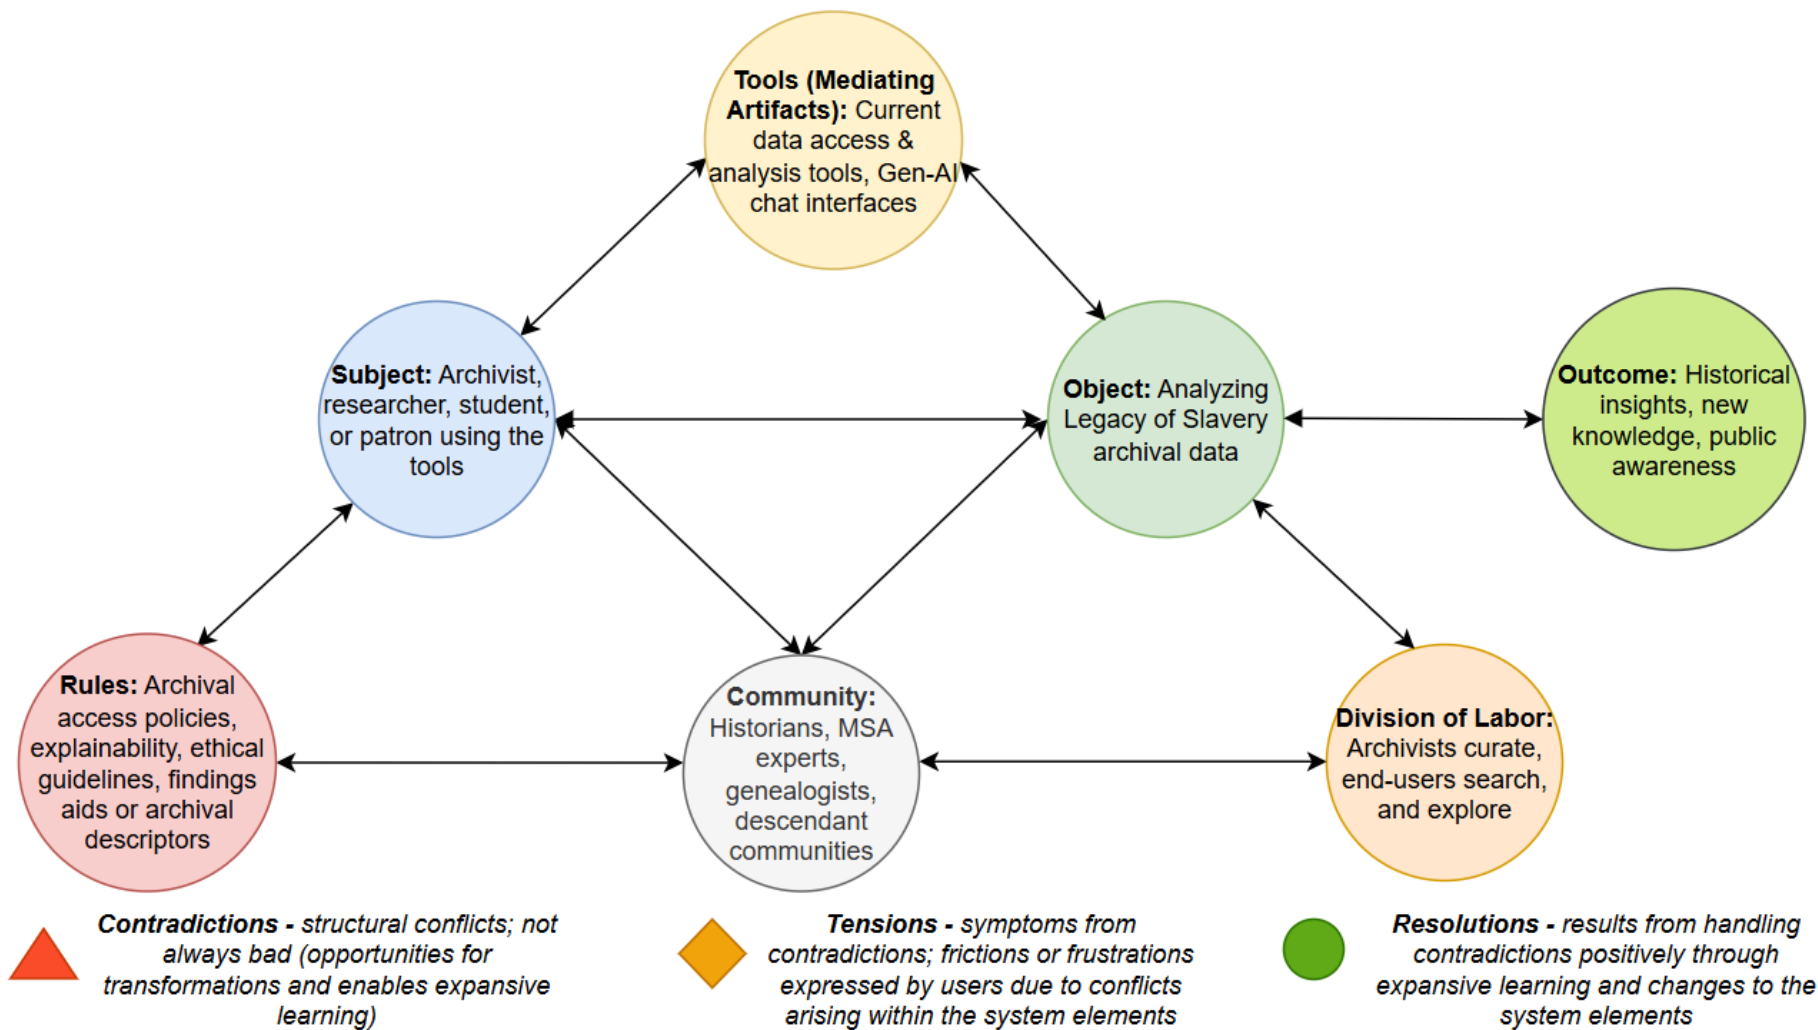 Tools (Mediating
Artifacts): Current
data access &
analysis tools, Gen-AI
chat interfaces
Subject: Archivist,
researcher, student,
or patron using the
tools
Object: Analyzing
Legacy of Slavery
archival data
Outcome: Historical
insights, new
knowledge, public
awareness
Rules: Archival
access policies,
explainability, ethical
guidelines, findings
aids or archival
descriptors
Community:
Historians, MSA
experts,
genealogists,
descendant
communities
Division of Labor:
Archivists curate,
end-users search,
and explore
Contradictions - structural conflicts; not
always bad (opportunities for
transformations and enables expansive
learning)
Tensions - symptoms from
contradictions; frictions or frustrations
expressed by users due to conflicts
arising within the system elements
Resolutions - results from handling
contradictions positively through
expansive learning and changes to the
system elements